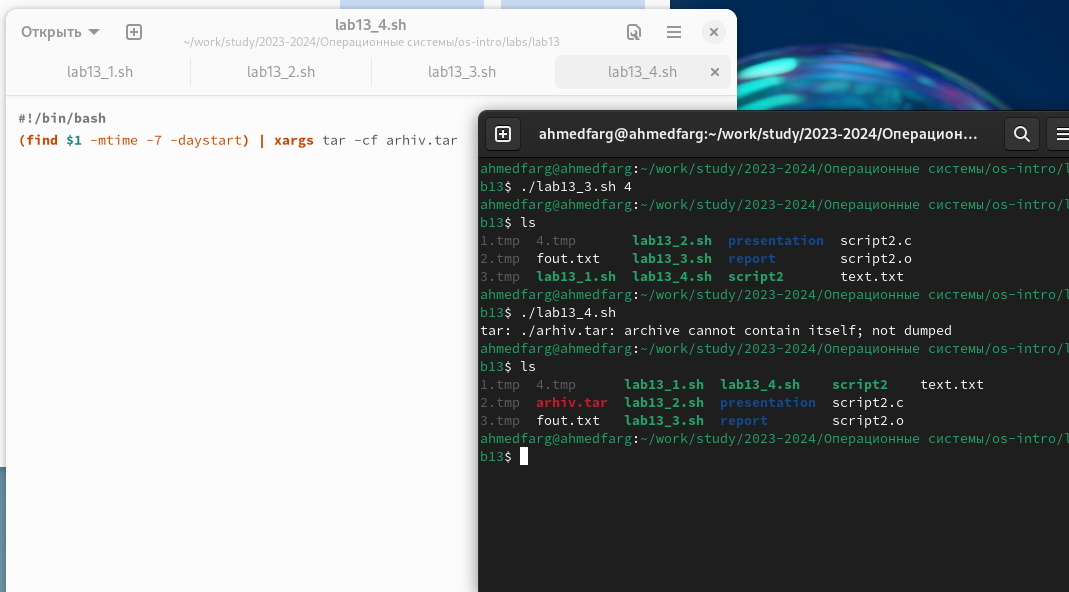 Открыть
lab13_4.sh
~/work/study/2023-2024/Операционные системы/os-intro/labs/lab13
lab13_1.sh
lab13_2.sh
lab13_3.sh
lab13_4.sh
#!/bin/bash
(find $1 -mtime -7 -daystart) | xargs tar -cf arhiv.tar
ahmedfarg@ahmedfarg:~/work/study/2023-2024/Операцион...
ahmedfarg@ahmedfarg:~/work/study/2023-2024/Операционные системы/os-intro/l
b13$ ./lab13_3.sh 4
ahmedfarg@ahmedfarg:~/work/study/2023-2024/Операционные системы/os-intro/l
b13$ ls
1.tmp 4.tmp lab13_2.sh presentation script2.c
2.tmp fout.txt lab13_3.sh report script2.o
3.tmp lab13_1.sh lab13_4.sh script2 text.txt
ahmedfarg@ahmedfarg:~/work/study/2023-2024/Операционные системы/os-intro/l
b13$ ./lab13_4.sh
tar: ./arhiv.tar: archive cannot contain itself; not dumped
ahmedfarg@ahmedfarg:~/work/study/2023-2024/Операционные системы/os-intro/l
b13$ ls
1.tmp 4.tmp lab13_1.sh lab13_4.sh script2 text.txt
2.tmp arhiv.tar lab13_2.sh presentation script2.c
3.tmp fout.txt lab13_3.sh report script2.o
ahmedfarg@ahmedfarg:~/work/study/2023-2024/Операционные системы/os-intro/l
b13$